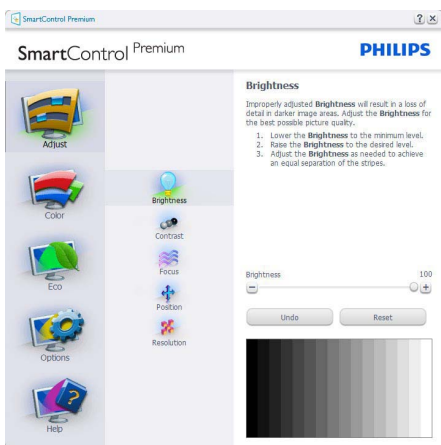 SmartControl Premium
SmartControl Premium
PHILIPS
Adjust
Color
Eco
Options
Help
Brightness
Contrast
Focus
Position
Resolution
Brightness
Improperly adjusted Brightness will result in a loss of
detail in darker image areas. Adjust the Brightness for
the best possible picture quality.
1. Lower the Brightness to the minimum level.
2. Raise the Brightness to the desired level.
3. Adjust the Brightness as needed to achieve
an equal separation of the stripes.
Brightness 100
Undo Reset